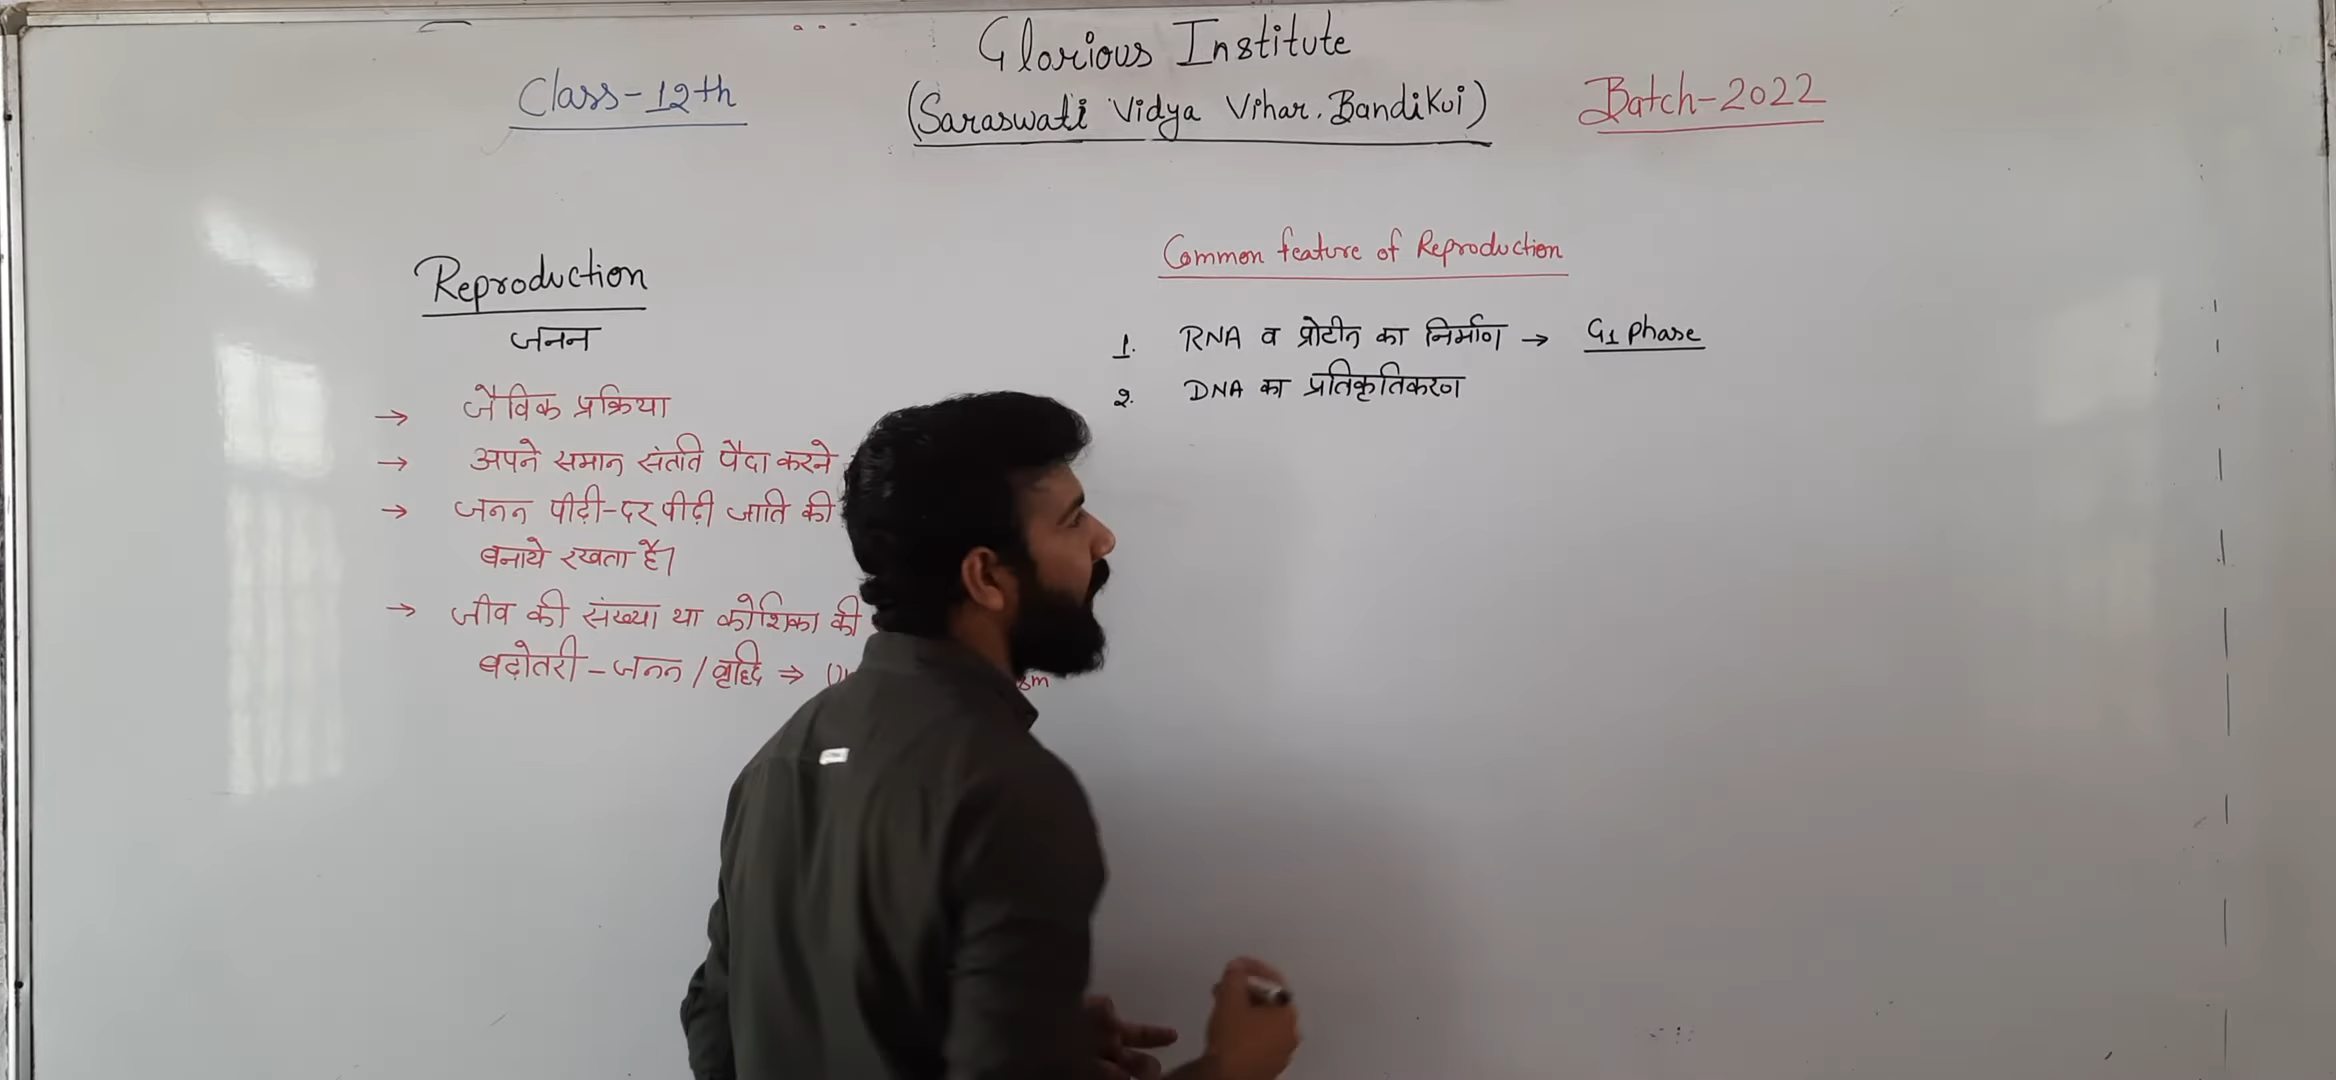 Glorious Institute
Class-12th
(Saraswati Vidya Vihar. Bandikui)
Batch-2022
Reproduction
जनन
→ जैविक प्रक्रिया
→ अपने समान संतति पैदा करने
→ जनन पीढ़ी-दर पीढ़ी जाति की
बनाये रखता है।
→ जीव की संख्या या कोशिका की
बढ़ोतरी - जनन / वृद्धि ⇒
Common feature of Reproduction
1. RNA व प्रोटीन का निर्माण → G1 phase
2. DNA का प्रतिकृतिकरण